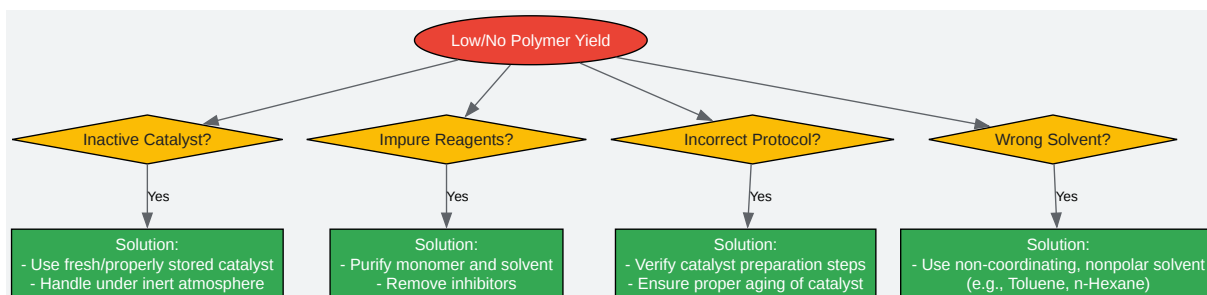 Low/No Polymer Yield
Inactive Catalyst?
Impure Reagents?
Incorrect Protocol?
Wrong Solvent?
Yes
Yes
Yes
Yes
Solution:
- Use fresh/properly stored catalyst
- Handle under inert atmosphere
Solution:
- Purify monomer and solvent
- Remove inhibitors
Solution:
- Verify catalyst preparation steps
- Ensure proper aging of catalyst
Solution:
- Use non-coordinating, nonpolar solvent
(e.g., Toluene, n-Hexane)